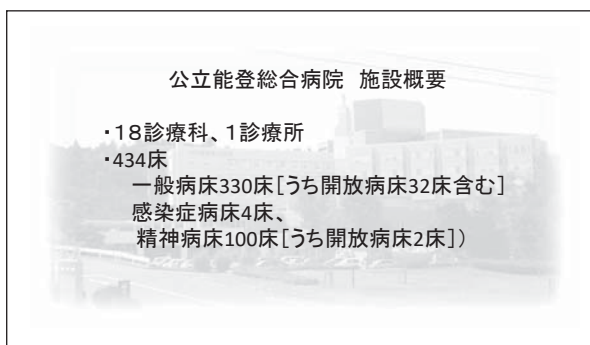 公立能登総合病院 施設概要
・18診療科、1診療所
・434床
一般病床330床[うち開放病床32床含む]
感染症病床4床、
精神病床100床[うち開放病床2床])